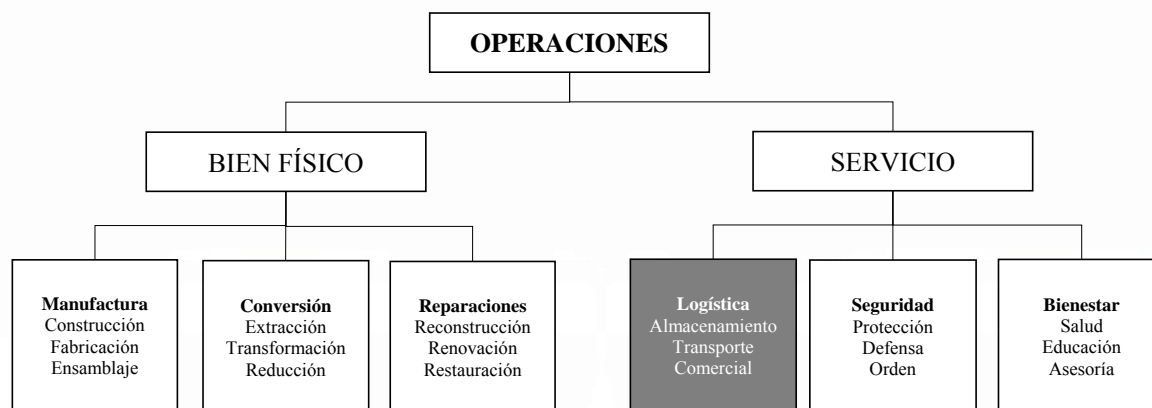 OPERACIONES
BIEN FÍSICO
SERVICIO
Manufactura
Construcción
Fabricación
Ensamblaje
Conversión
Extracción
Transformación
Reducción
Reparaciones
Reconstrucción
Renovación
Restauración
Logística
Almacenamiento
Transporte
Comercial
Seguridad
Protección
Defensa
Orden
Bienestar
Salud
Educación
Asesoría